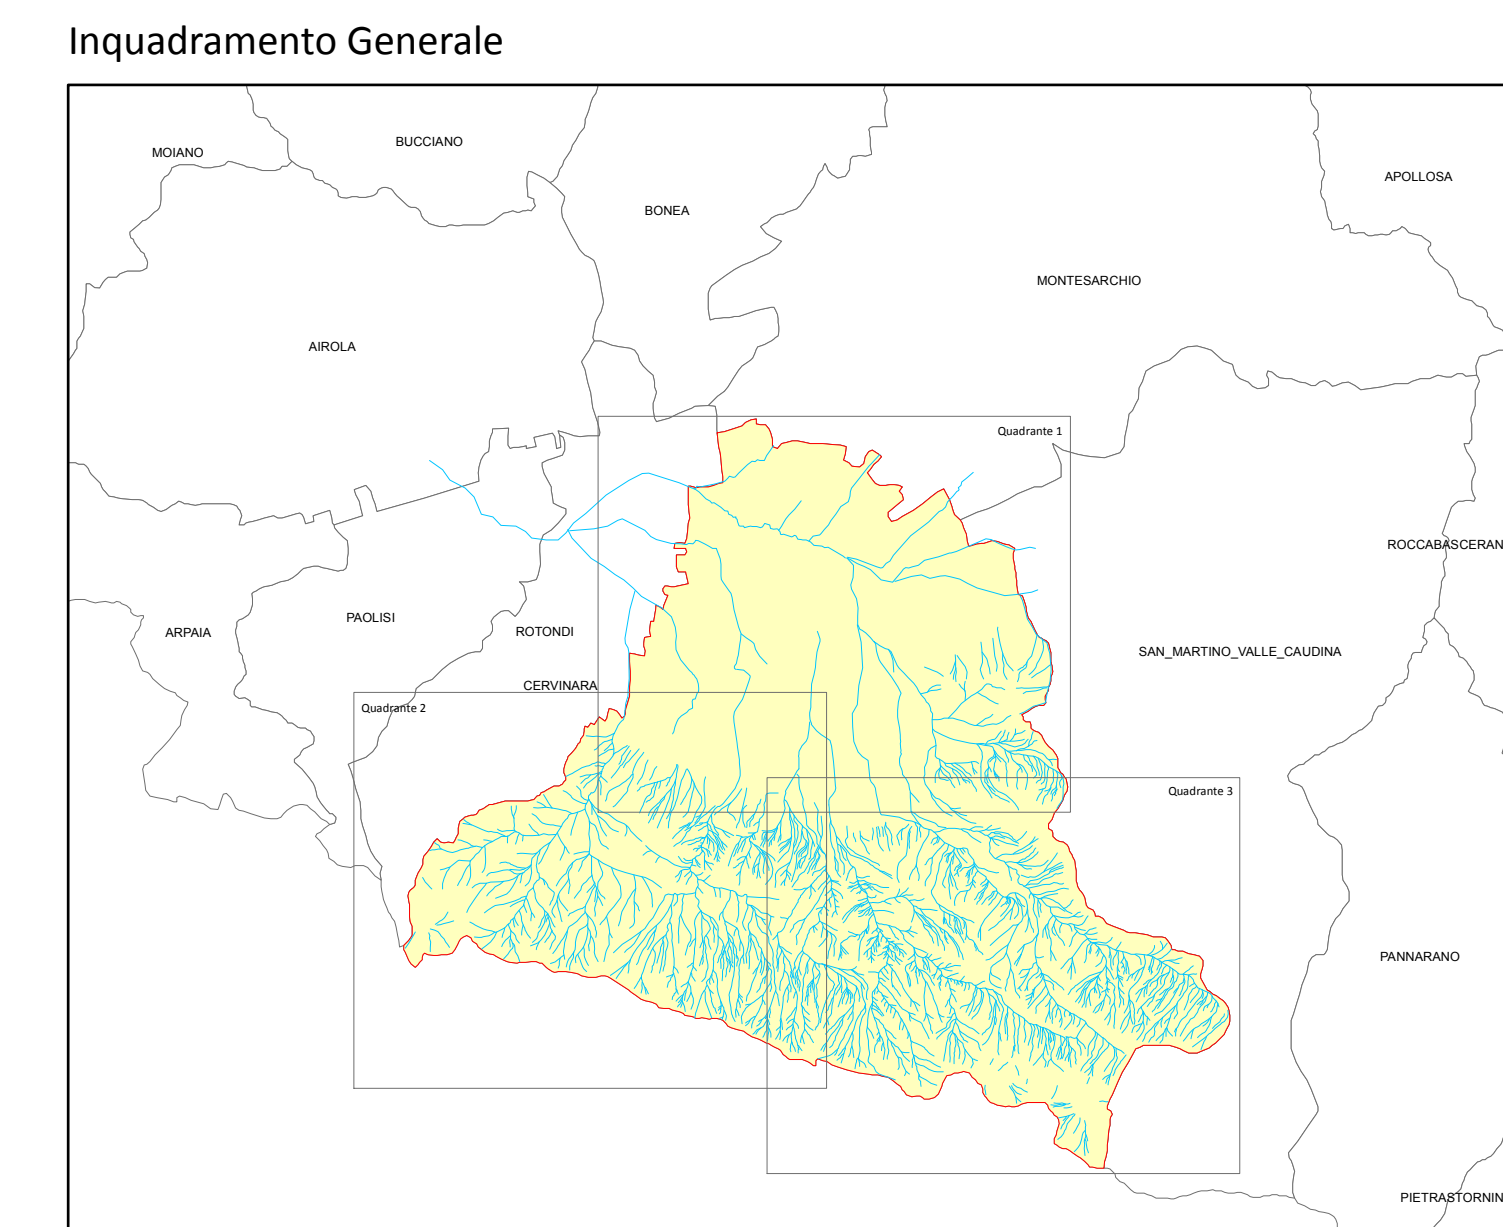 Inquadramento Generale
BUCCIANO
MOIANO
APOLLOSA
BONEA
MONTESARCHIO
AIROLA
Quadrante 1
ROCCABASCERAN
PAOLISI
ARPAIA
ROTONDI
SAN_MARTINO_VALLE_CAUDINA
CERVINARA
Quadrante 2
Quadrante 3
PANNARANO
PIETRASTORNIN